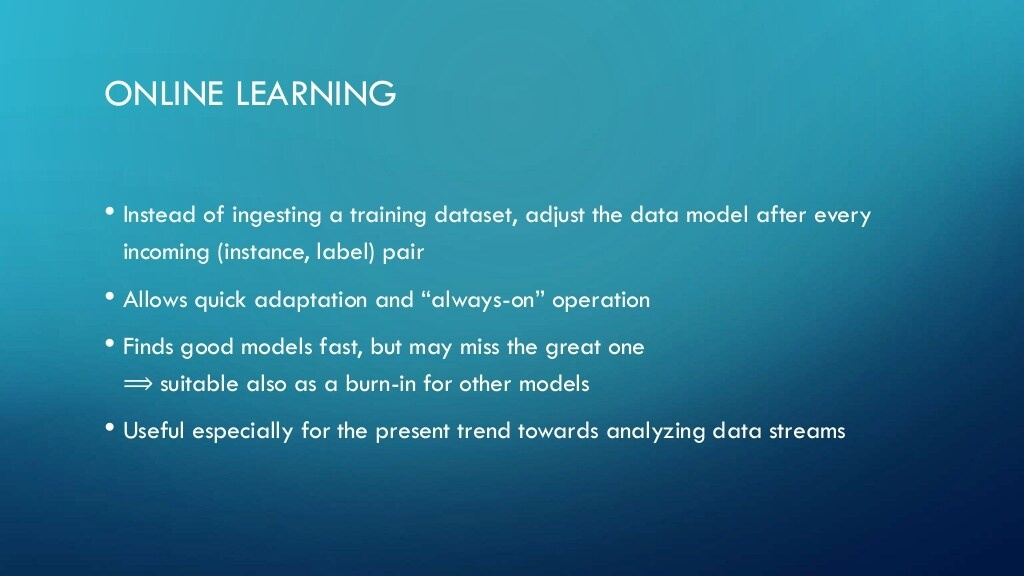 ONLINE LEARNING
• Instead of ingesting a training dataset, adjust the data model after every
incoming (instance, label) pair
• Allows quick adaptation and “always-on” operation
• Finds good models fast, but may miss the great one
⟹ suitable also as a burn-in for other models
• Useful especially for the present trend towards analyzing data streams